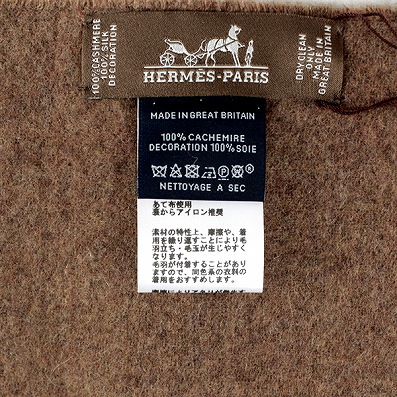 100% CASHMERE
100% SILK
DECORATION
HERMÈS-PARIS
DRY CLEAN
ONLY
MADE IN
GREAT BRITAIN
MADE IN GREAT BRITAIN
100% CACHEMIRE
DECORATION 100% SOIE
NETTOYAGE A SEC
あて布使用
裏からアイロン推奨
素材の特性上、摩擦や、着
用を繰り返すことにより毛
羽立ち・毛玉が生じやすく
なります。
毛羽が付着することがあり
ますので、同色系の衣料の
着用をおすすめします。